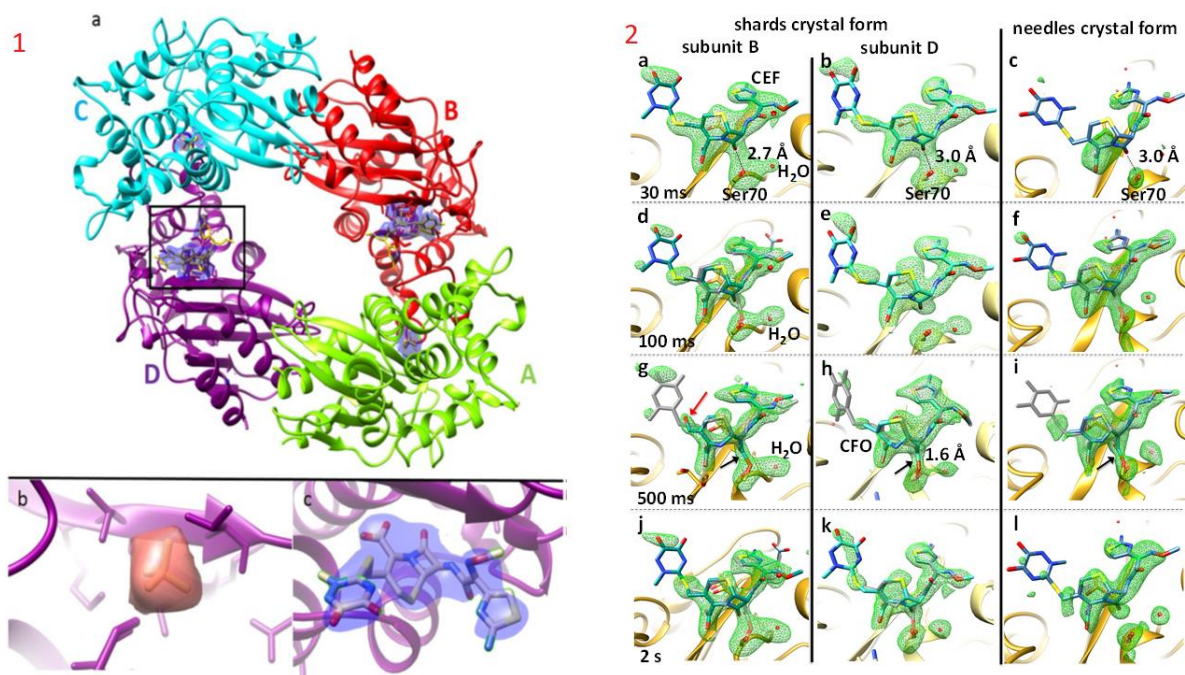 1
a
C
B
D
A
b
c
2
shards crystal form
subunit B
subunit D
needles crystal form
a
CEF
2.7 Å
H2O
30 ms
Ser70
b
3.0 Å
Ser70
c
3.0 Å
Ser70
d
H2O
100 ms
e
f
g
H2O
500 ms
h
CFO
1.6 Å
i
j
2 s
k
l